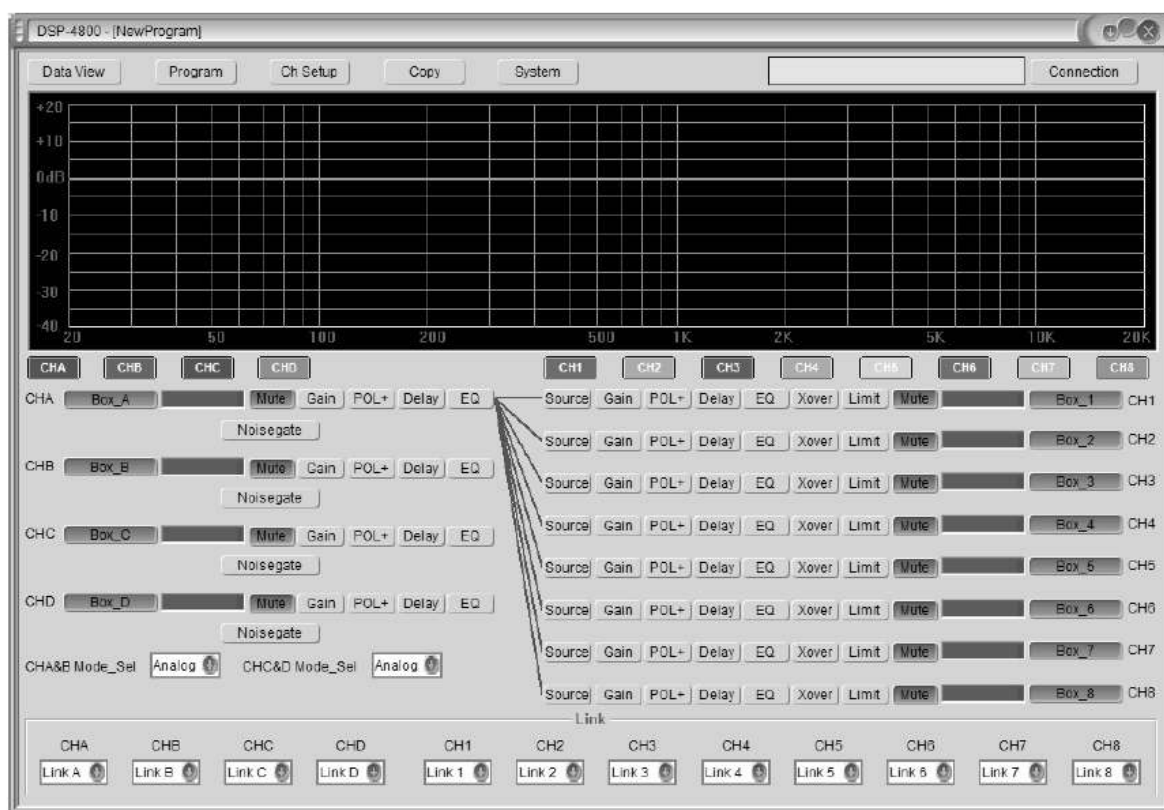 DSP-4800 - [NewProgram]
Data View Program Ch Setup Copy System Connection
+20
+10
0dB
-10
-20
-30
-40
20 50 100 200 500 1K 2K 5K 10K 20K
CHA CHB CHC CHD CH1 CH2 CH3 CH4 CH5 CH6 CH7 CH8
CHA Box_A Mute Gain POL+ Delay EQ Source Gain POL+ Delay EQ Xover Limit Mute Box_1 CH1
Noisegate
Source Gain POL+ Delay EQ Xover Limit Mute Box_2 CH2
CHB Box_B Mute Gain POL+ Delay EQ
Source Gain POL+ Delay EQ Xover Limit Mute Box_3 CH3
Noisegate
CHC Box_C Mute Gain POL+ Delay EQ Source Gain POL+ Delay EQ Xover Limit Mute Box_4 CH4
Noisegate Source Gain POL+ Delay EQ Xover Limit Mute Box_5 CH5
CHD Box_D Mute Gain POL+ Delay EQ Source Gain POL+ Delay EQ Xover Limit Mute Box_6 CH6
Noisegate
Source Gain POL+ Delay EQ Xover Limit Mute Box_7 CH7
CHA&B Mode_Sel Analog CHC&D Mode_Sel Analog
Source Gain POL+ Delay EQ Xover Limit Mute Box_8 CH8
Link
CHA CHB CHC CHD CH1 CH2 CH3 CH4 CH5 CH6 CH7 CH8
Link A Link B Link C Link D Link 1 Link 2 Link 3 Link 4 Link 5 Link 6 Link 7 Link 8